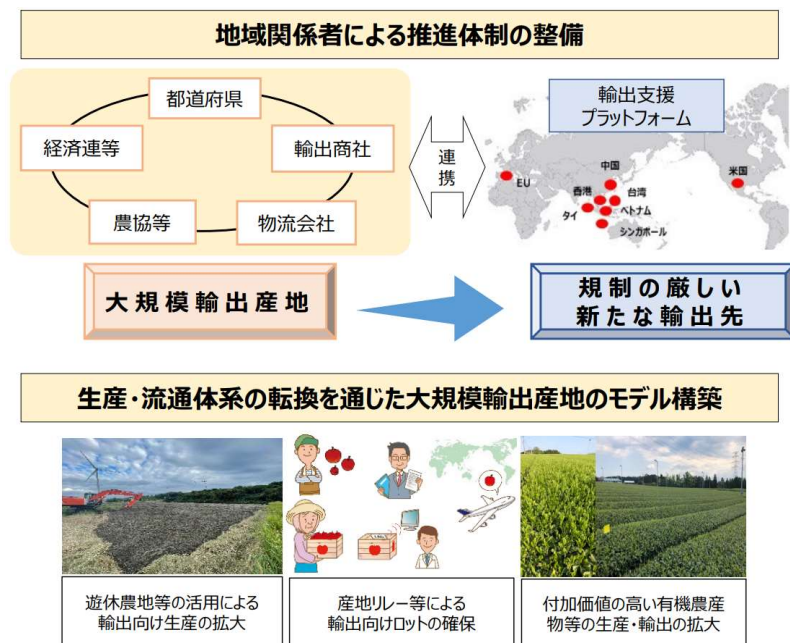 地域関係者による推進体制の整備
都道府県
経済連等
輸出商社
農協等
物流会社
連
携
輸出支援
プラットフォーム
EU
中国
香港
台湾
タイ
ベトナム
シンガポール
米国
大規模輸出産地
規制の厳しい
新たな輸出先
生産・流通体系の転換を通じた大規模輸出産地のモデル構築
遊休農地等の活用による
輸出向け生産の拡大
産地リレー等による
輸出向けロットの確保
付加価値の高い有機農産
物等の生産・輸出の拡大